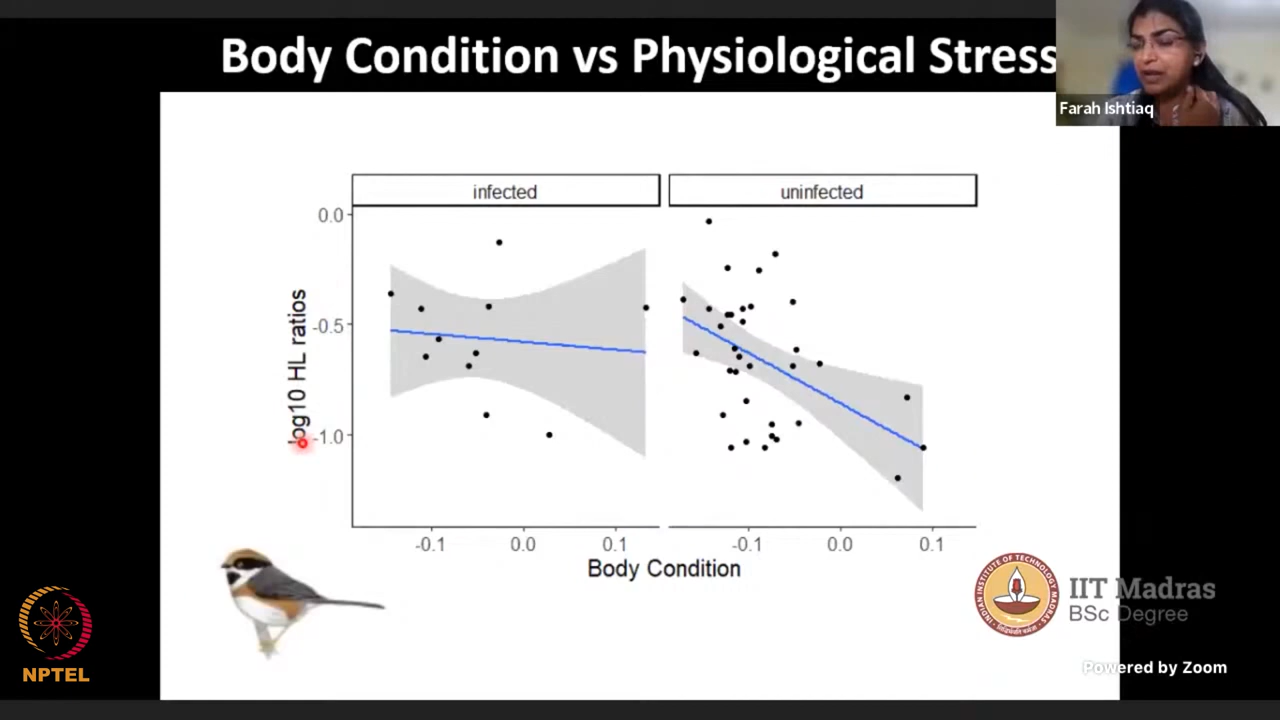 Body Condition vs Physiological Stress
Farah Ishtiaq
infected
uninfected
0.0
-0.5
-1.0
log10 HL ratios
-0.1 0.0 0.1
-0.1 0.0 0.1
Body Condition
NPTEL
IIT Madras
BSc Degree
Powered by Zoom